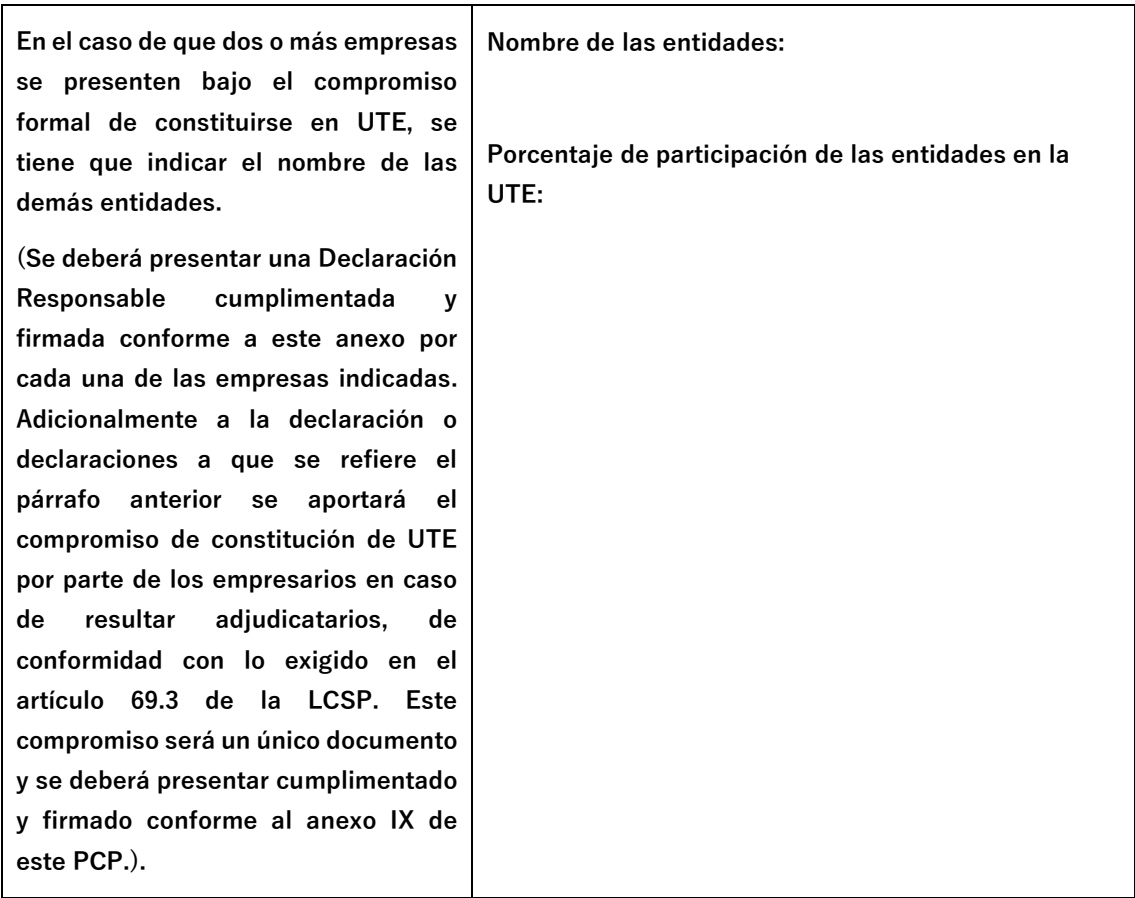 En el caso de que dos o más empresas
se presenten bajo el compromiso
formal de constituirse en UTE, se
tiene que indicar el nombre de las
demás entidades.
(Se deberá presentar una Declaración
Responsable cumplimentada y
firmada conforme a este anexo por
cada una de las empresas indicadas.
Adicionalmente a la declaración o
declaraciones a que se refiere el
párrafo anterior se aportará el
compromiso de constitución de UTE
por parte de los empresarios en caso
de resultar adjudicatarios, de
conformidad con lo exigido en el
artículo 69.3 de la LCSP. Este
compromiso será un único documento
y se deberá presentar cumplimentado
y firmado conforme al anexo IX de
este PCP.).
Nombre de las entidades:
Porcentaje de participación de las entidades en la
UTE: